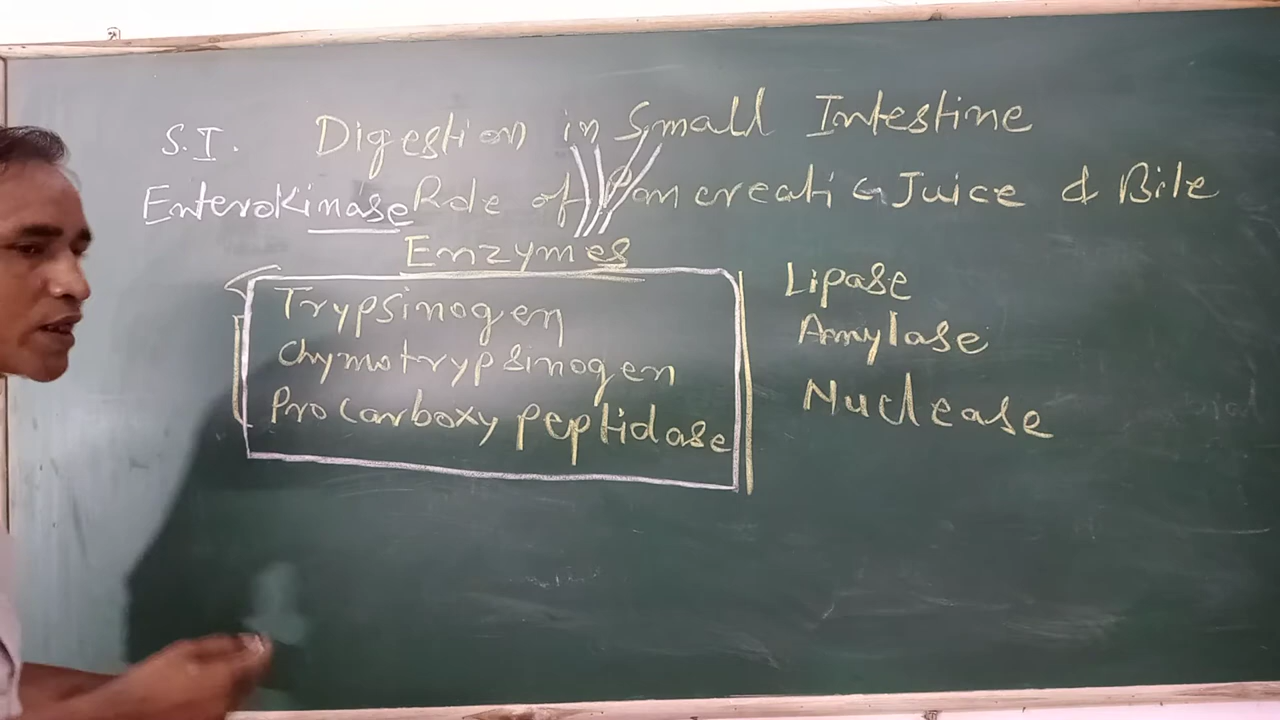 S.I. Digestion in Small Intestine
Enterokinase Role of Pancreatic Juice & Bile
Enzymes
Trypsinogen
Chymotrypsinogen
Procarboxy peptidase
Lipase
Amylase
Nuclease